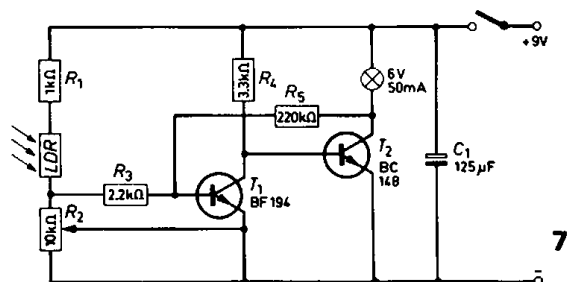 +9V
1kΩ
R1
3.3kΩ
R4
6V
50mA
R5
220kΩ
LDR
R3
2.2kΩ
T1
BF 194
T2
BC
148
C1
125µF
10kΩ
R2
7
−